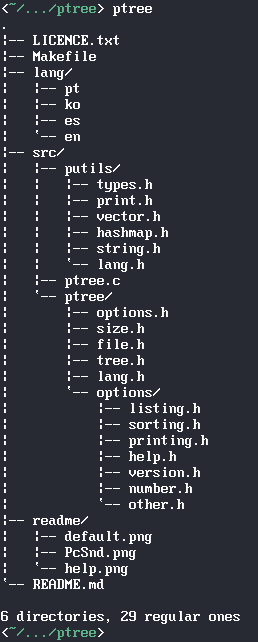 <~/.../ptree> ptree
.
¦-- LICENCE.txt
¦-- Makefile
¦-- lang/
¦   ¦-- pt
¦   ¦-- ko
¦   ¦-- es
¦   `-- en
¦-- src/
¦   ¦-- putils/
¦   ¦   ¦-- types.h
¦   ¦   ¦-- print.h
¦   ¦   ¦-- vector.h
¦   ¦   ¦-- hashmap.h
¦   ¦   ¦-- string.h
¦   ¦   `-- lang.h
¦   ¦-- ptree.c
¦   `-- ptree/
¦       ¦-- options.h
¦       ¦-- size.h
¦       ¦-- file.h
¦       ¦-- tree.h
¦       ¦-- lang.h
¦       `-- options/
¦           ¦-- listing.h
¦           ¦-- sorting.h
¦           ¦-- printing.h
¦           ¦-- help.h
¦           ¦-- version.h
¦           ¦-- number.h
¦           `-- other.h
¦-- readme/
¦   ¦-- default.png
¦   ¦-- PcSnd.png
¦   `-- help.png
`-- README.md

6 directories, 29 regular ones
<~/.../ptree>